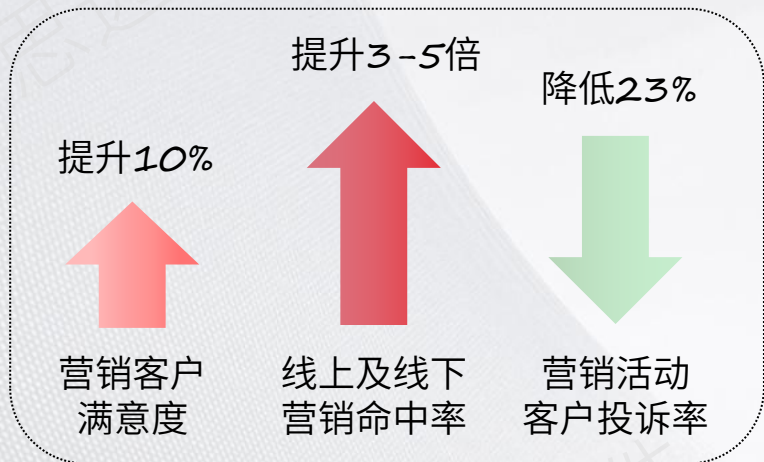 提升3-5倍
降低23%
提升10%
营销客户
满意度
线上及线下
营销命中率
营销活动
客户投诉率